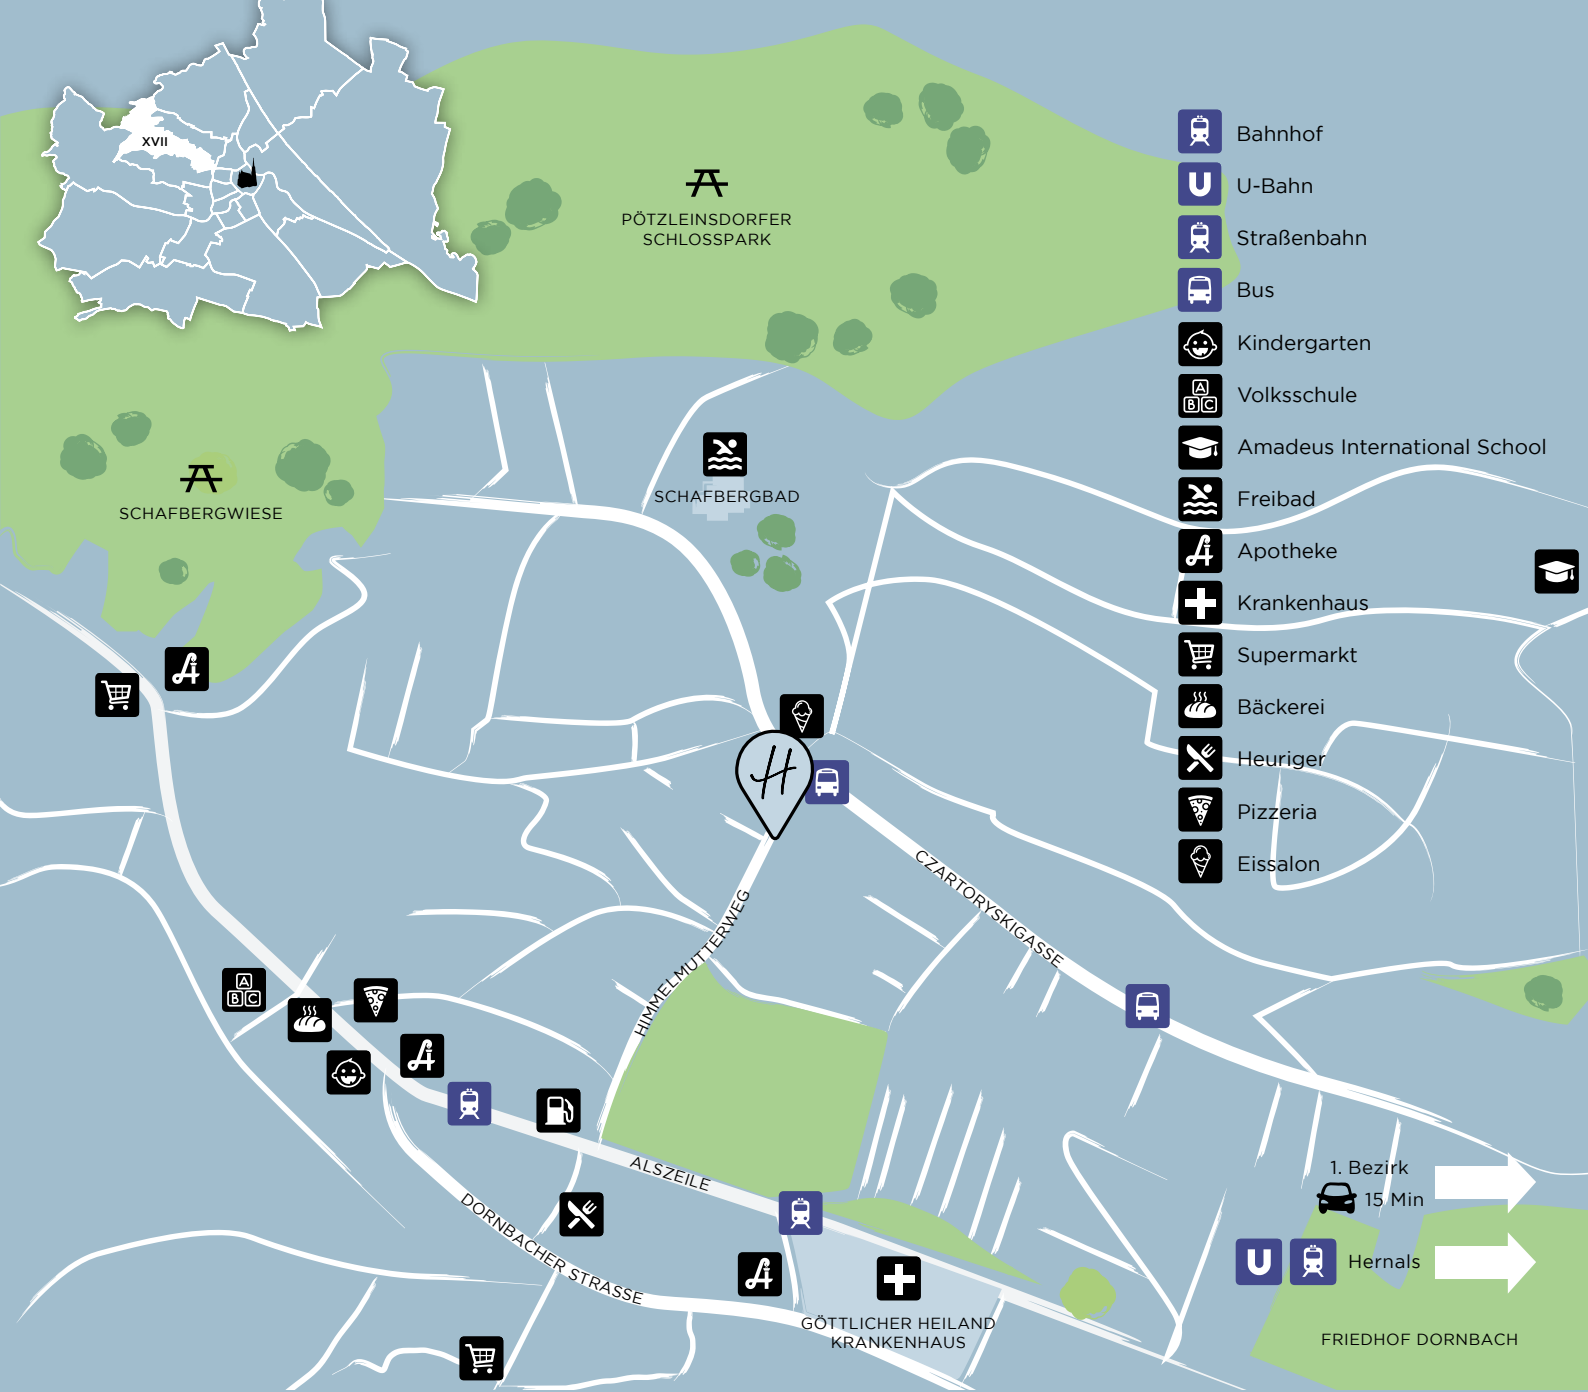 XVII
PÖTZLEINSDORFER
SCHLOSSPARK
SCHAFBERGWIESE
SCHAFBERGBAD
Bahnhof
U
U-Bahn
Straßenbahn
Bus
Kindergarten
A
B C
Volksschule
Amadeus International School
Freibad
Apotheke
Krankenhaus
Supermarkt
Bäckerei
Heuriger
Pizzeria
Eissalon
H
CZARTORYSKIGASSE
HIMMELMUTTERWEG
A
B C
ALSZEILE
DORNBACHER STRASSE
GÖTTLICHER HEILAND
KRANKENHAUS
1. Bezirk
15 Min
U
Hernals
FRIEDHOF DORNBACH